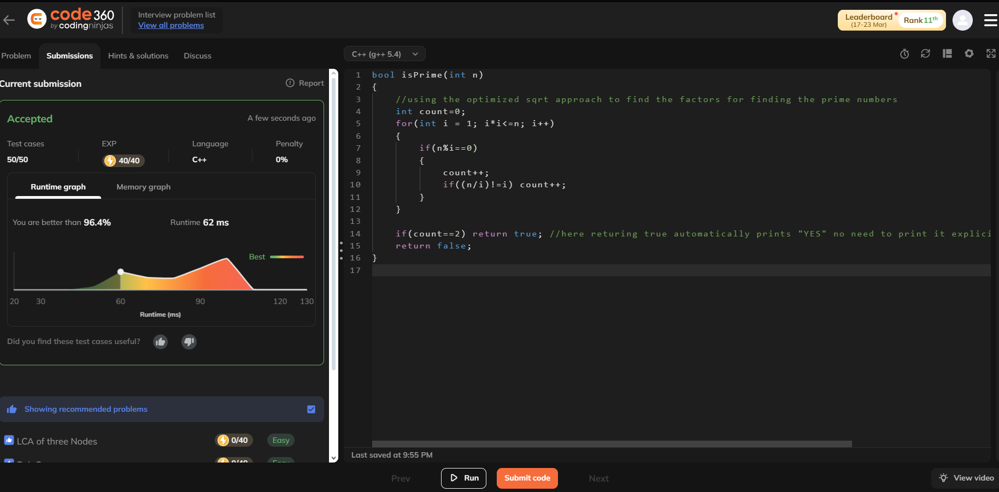 code 360
by codingninjas
Interview problem list
View all problems
Leaderboard
(17-23 Mar)
Rank 11th
Problem
Submissions
Hints & solutions
Discuss
C++ (g++ 5.4)
Current submission
Report
Accepted
A few seconds ago
Test cases
EXP
Language
Penalty
50/50
40/40
C++
0%
Runtime graph
Memory graph
You are better than 96.4%
Runtime 62 ms
Best
20 30 60 90 120 130
Runtime (ms)
Did you find these test cases useful?
Showing recommended problems
LCA of three Nodes
0/40
Easy
0/40
Easy
1 bool isPrime(int n)
2 {
3 //using the optimized sqrt approach to find the factors for finding the prime numbers
4 int count=0;
5 for(int i = 1; i*i<=n; i++)
6 {
7 if(n%i==0)
8 {
9 count++;
10 if((n/i)!=i) count++;
11 }
12 }
13
14 if(count==2) return true; //here returing true automatically prints "YES" no need to print it explici
15 return false;
16 }
17
Last saved at 9:55 PM
Prev
Run
Submit code
Next
View video